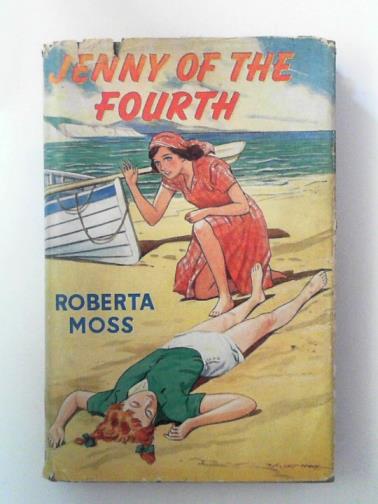 JENNY OF THE
FOURTH
ROBERTA
MOSS